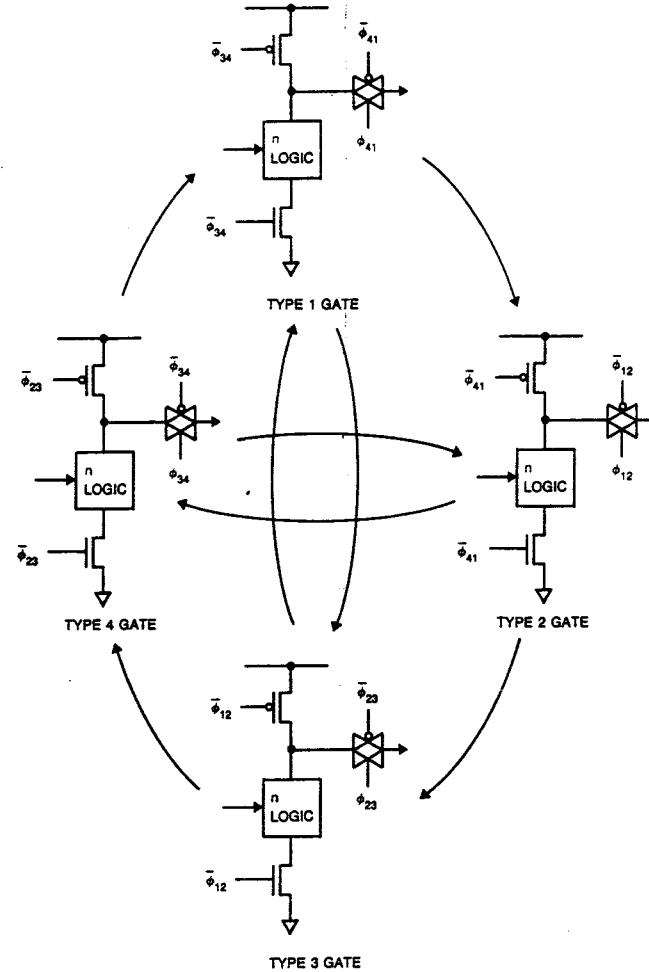 ϕ̄₃₄
ϕ̄₄₁
ϕ₄₁
n
LOGIC
ϕ̄₃₄
TYPE 1 GATE
ϕ̄₂₃
ϕ̄₃₄
ϕ₃₄
n
LOGIC
ϕ̄₂₃
TYPE 4 GATE
ϕ̄₄₁
ϕ̄₁₂
ϕ₁₂
n
LOGIC
ϕ̄₄₁
TYPE 2 GATE
ϕ̄₁₂
ϕ̄₂₃
ϕ₂₃
n
LOGIC
ϕ̄₁₂
TYPE 3 GATE